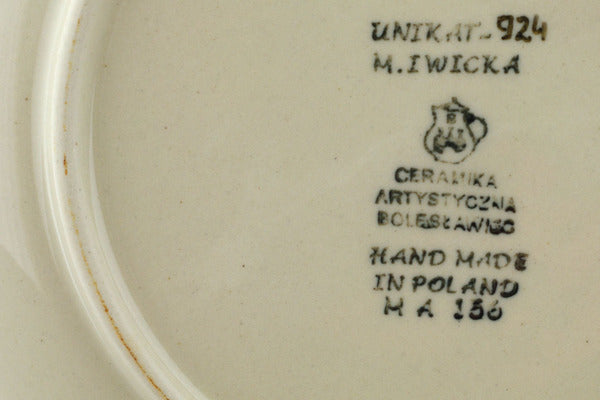 UNIKAT-924
M.IWICKA
CERAMIKA
ARTYSTYCZNA
BOLESŁAWIEC
HAND MADE
IN POLAND
M A 156